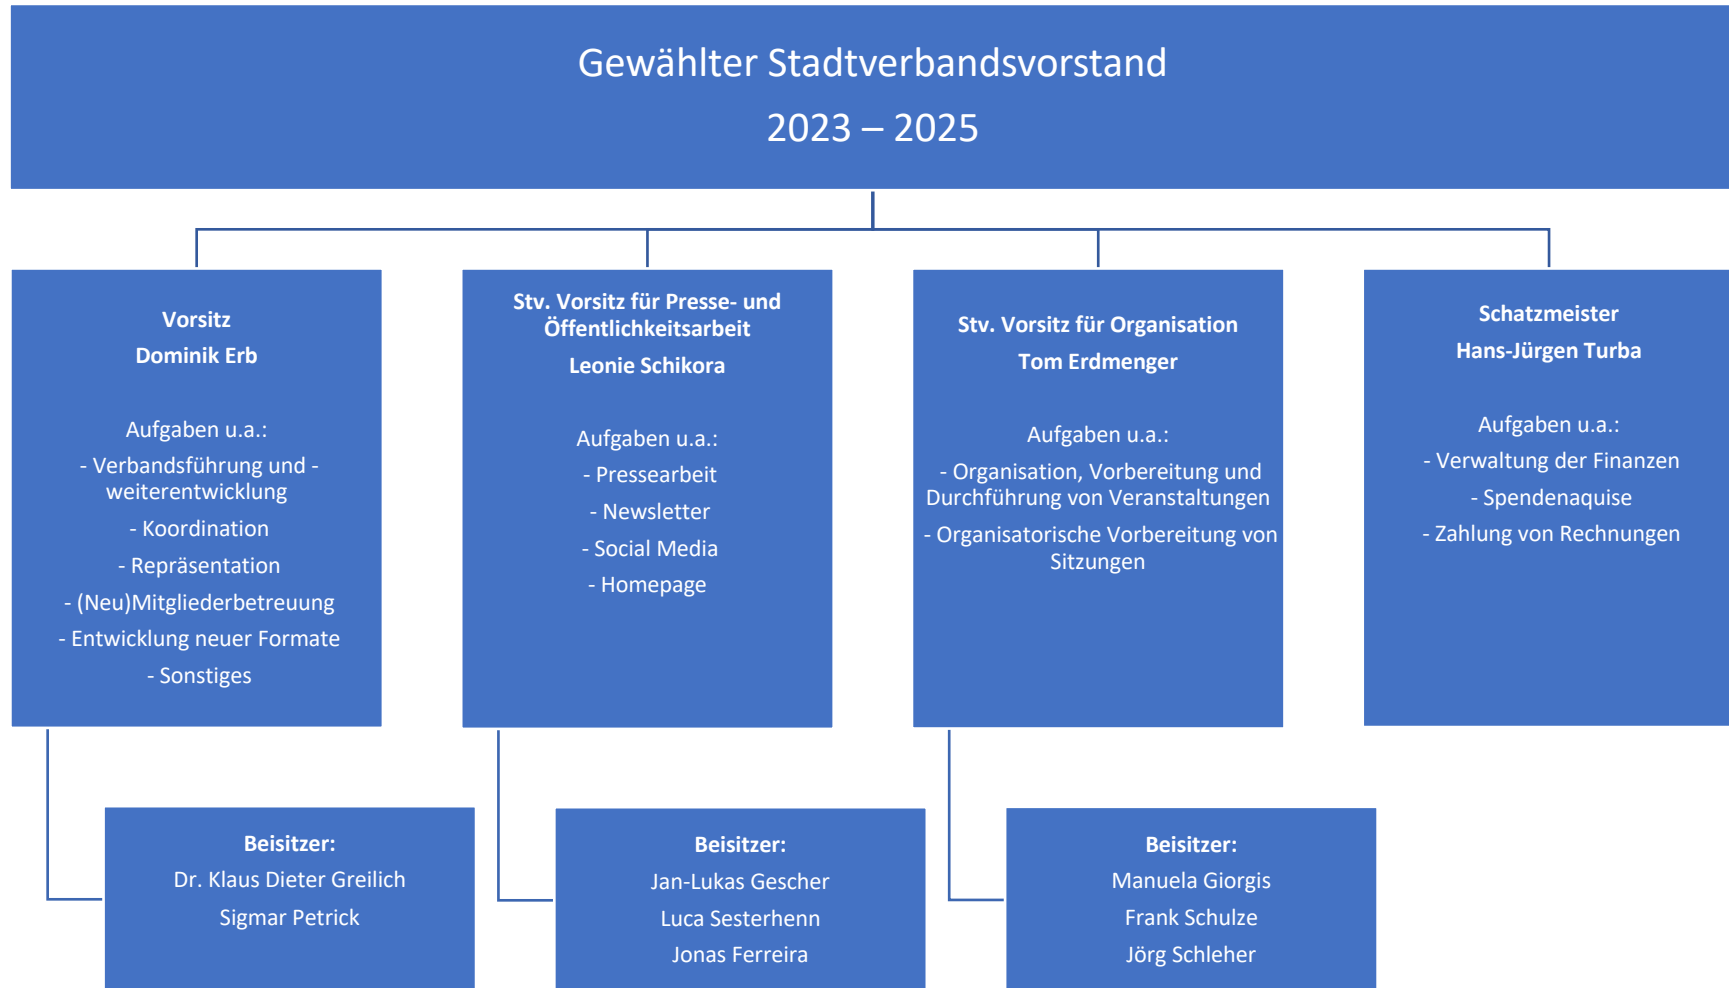 Gewählter Stadtverbandsvorstand
2023 – 2025
Vorsitz
Dominik Erb
Aufgaben u.a.:
- Verbandsführung und -
weiterentwicklung
- Koordination
- Repräsentation
- (Neu)Mitgliederbetreuung
- Entwicklung neuer Formate
- Sonstiges
Stv. Vorsitz für Presse- und
Öffentlichkeitsarbeit
Leonie Schikora
Aufgaben u.a.:
- Pressearbeit
- Newsletter
- Social Media
- Homepage
Stv. Vorsitz für Organisation
Tom Erdmenger
Aufgaben u.a.:
- Organisation, Vorbereitung und
Durchführung von Veranstaltungen
- Organisatorische Vorbereitung von
Sitzungen
Schatzmeister
Hans-Jürgen Turba
Aufgaben u.a.:
- Verwaltung der Finanzen
- Spendenaquise
- Zahlung von Rechnungen
Beisitzer:
Dr. Klaus Dieter Greilich
Sigmar Petrick
Beisitzer:
Jan-Lukas Gescher
Luca Sesterhenn
Jonas Ferreira
Beisitzer:
Manuela Giorgis
Frank Schulze
Jörg Schleher